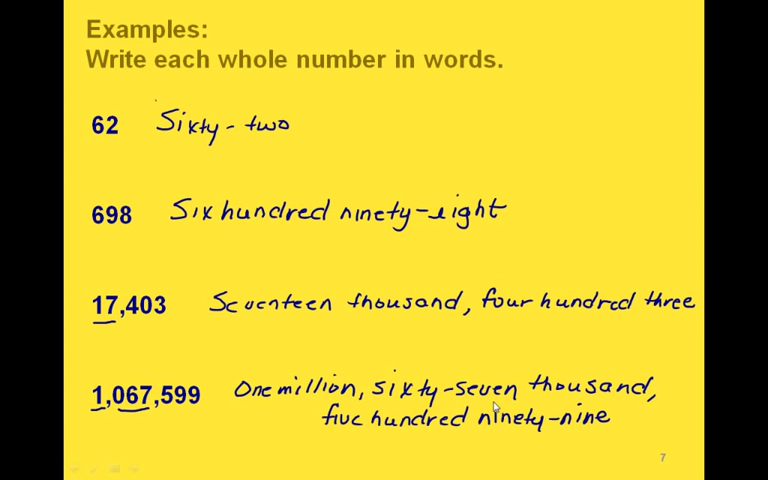 Examples:
Write each whole number in words.
62 Sixty-two
698 Six hundred ninety-eight
17,403 Seventeen thousand, four hundred three
1,067,599 One million, sixty-seven thousand,
five hundred ninety-nine
7